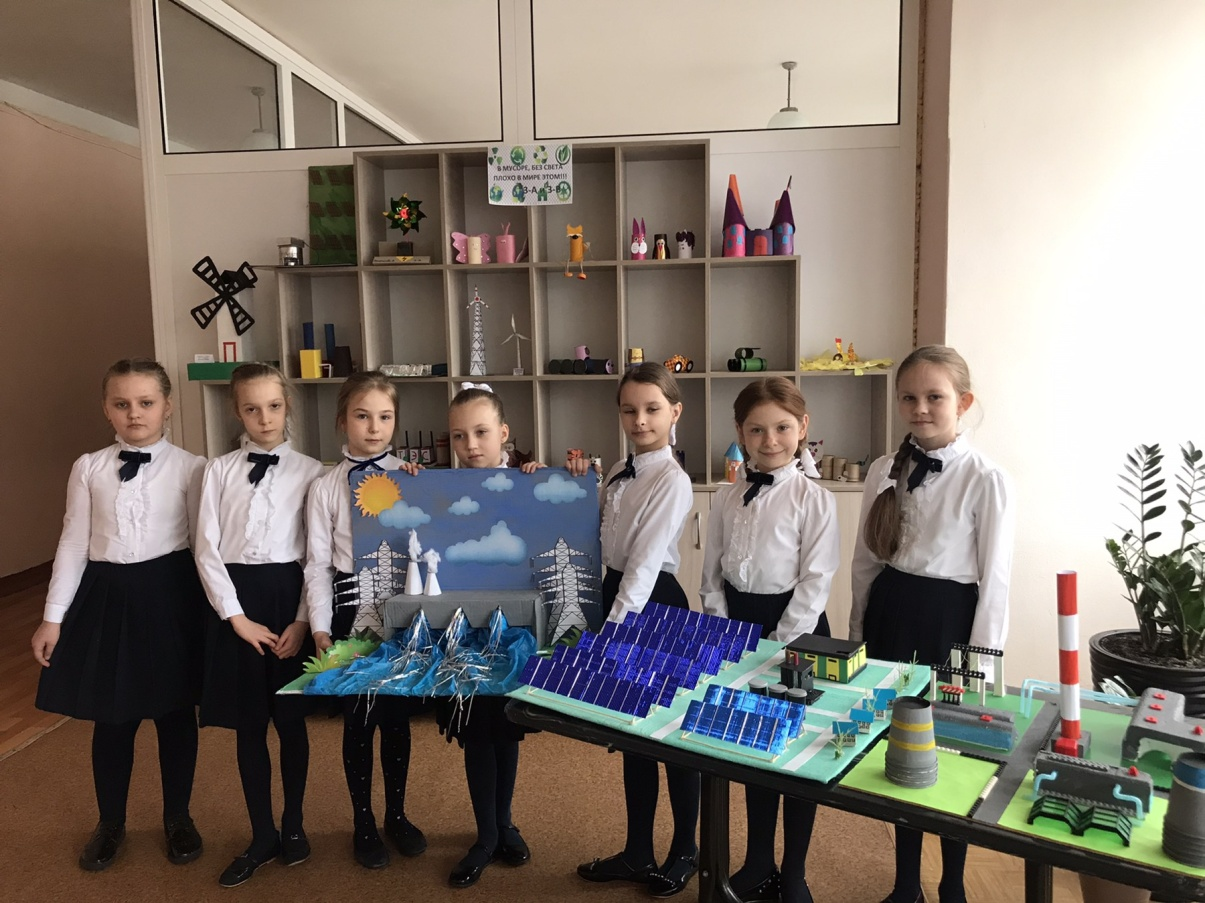 В МУСОРЕ, БЕЗ СВЕТА
ПЛОХО В МИРЕ ЭТОМ!!!
3-А, 3-В